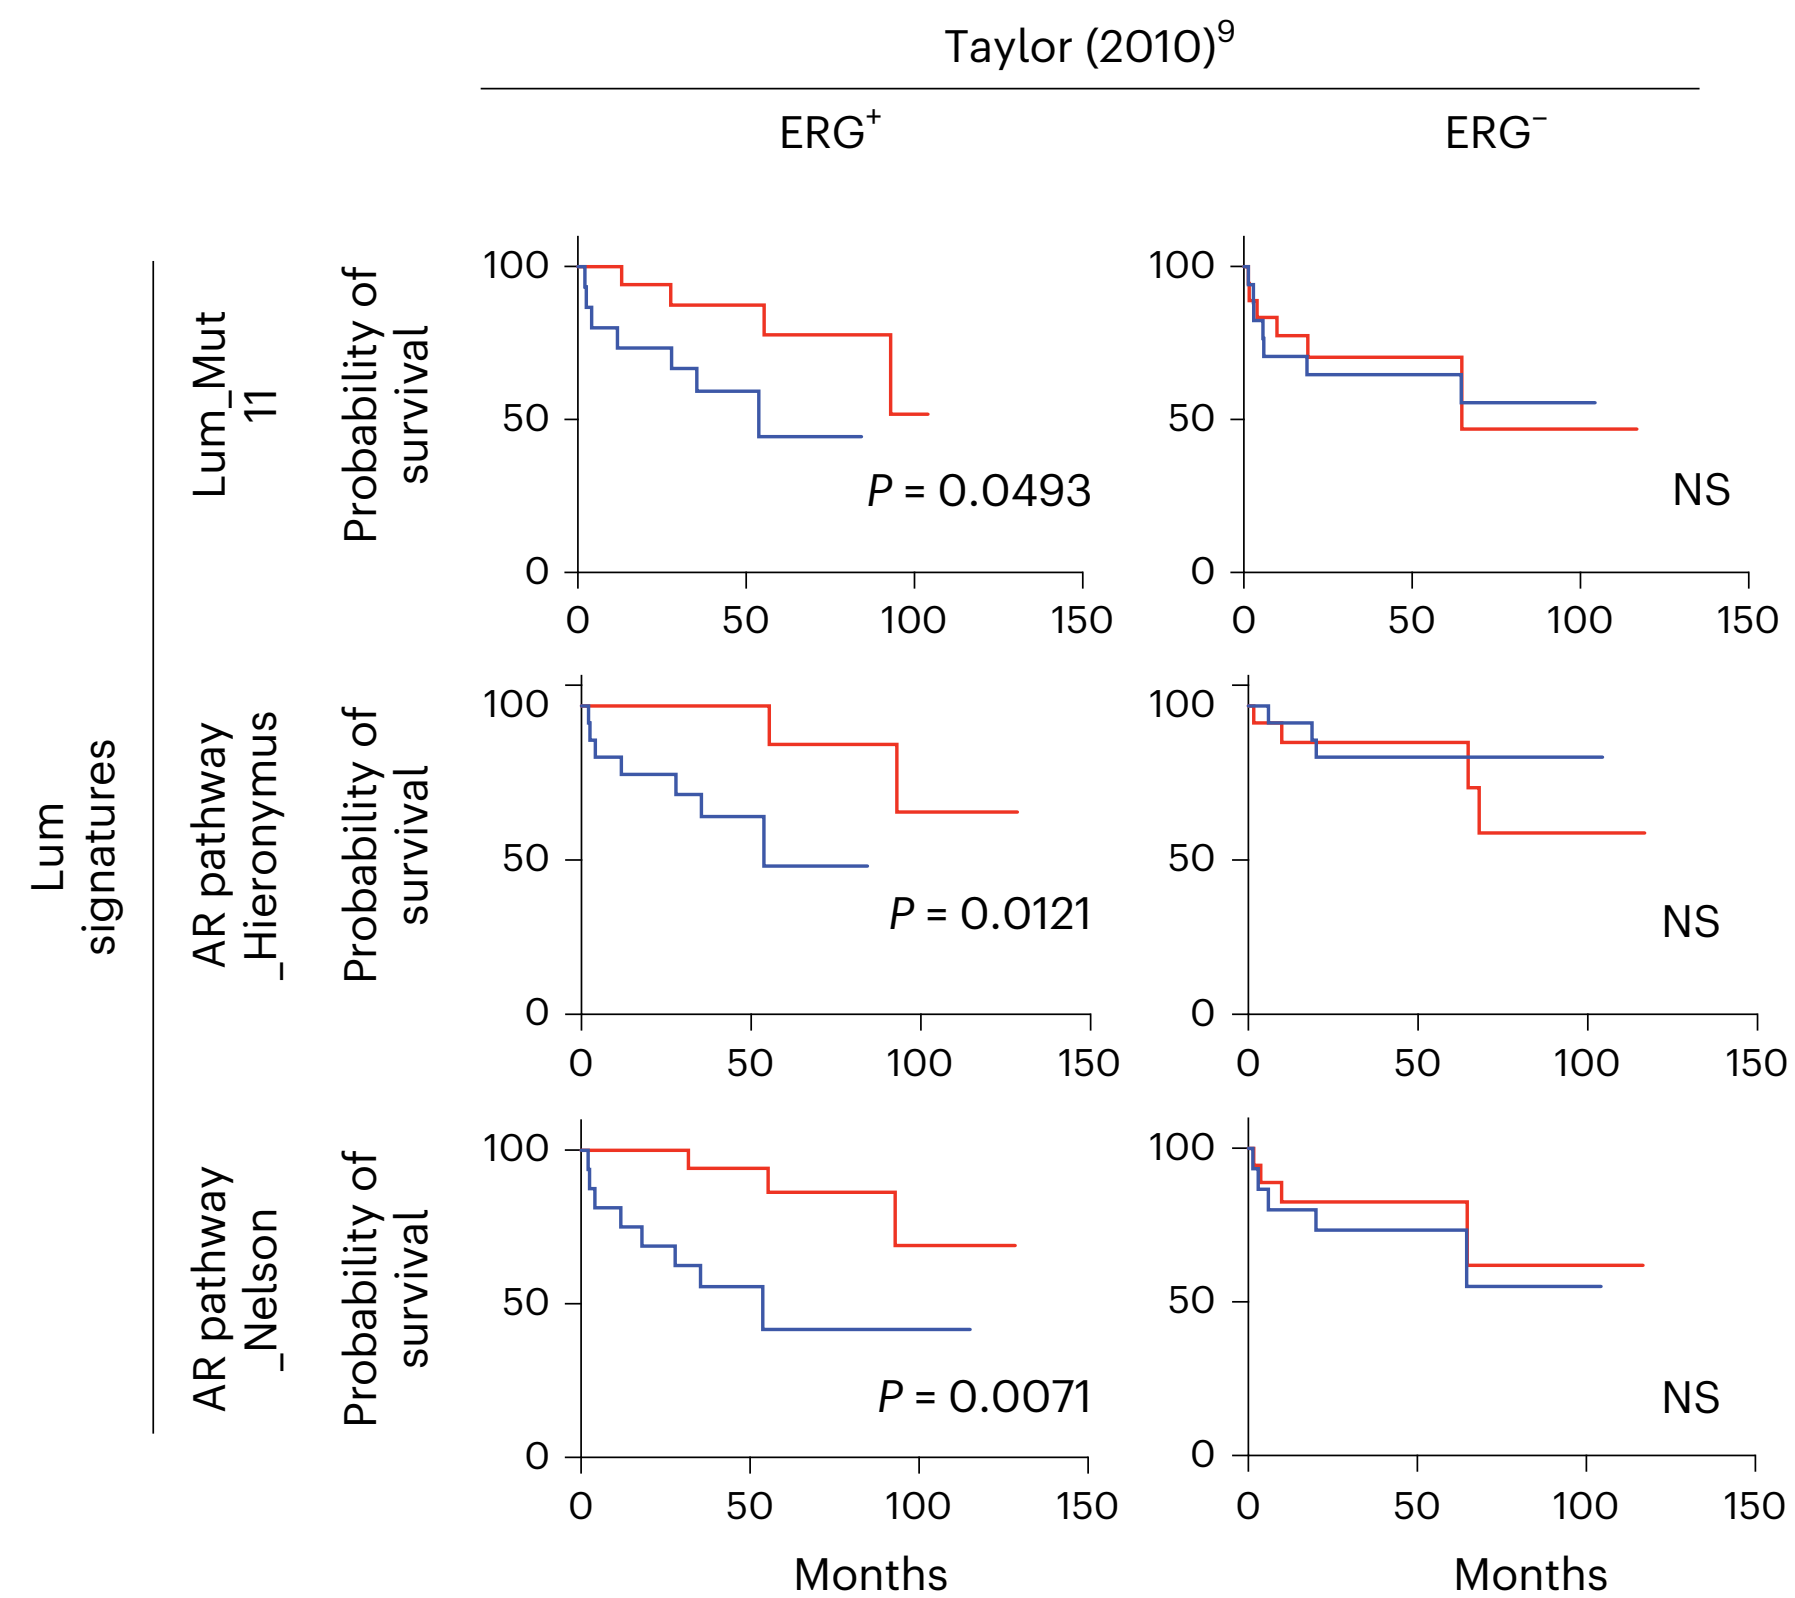 Taylor (2010)⁹
ERG⁺
ERG⁻
Lum
signatures
Lum_Mut
11
Probability of
survival
100
50
0
0
50
100
150
P = 0.0493
100
50
0
0
50
100
150
NS
AR pathway
_Hieronymus
Probability of
survival
100
50
0
0
50
100
150
P = 0.0121
100
50
0
0
50
100
150
NS
AR pathway
_Nelson
Probability of
survival
100
50
0
0
50
100
150
P = 0.0071
Months
100
50
0
0
50
100
150
NS
Months